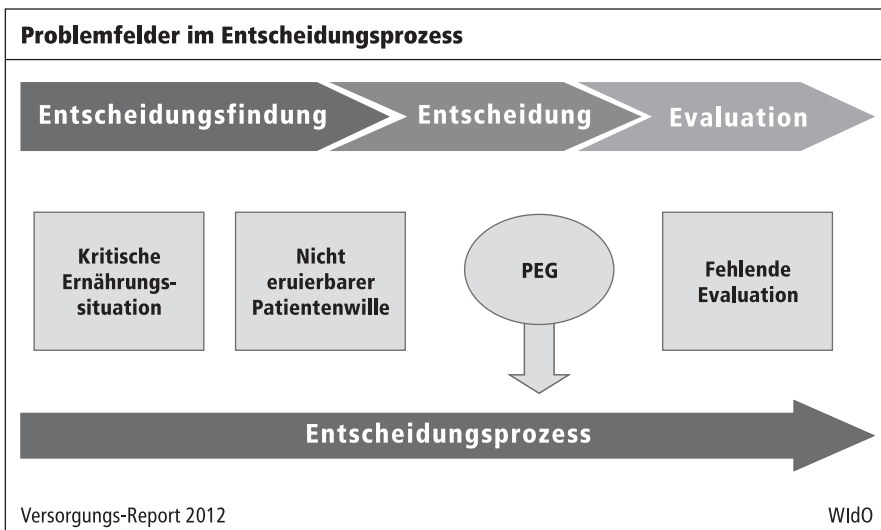 Problemfelder im Entscheidungsprozess
Entscheidungsfindung
Entscheidung
Evaluation
Kritische
Ernährungs-
situation
Nicht
eruierbarer
Patientenwille
PEG
Fehlende
Evaluation
Entscheidungsprozess
Versorgungs-Report 2012
WIdO